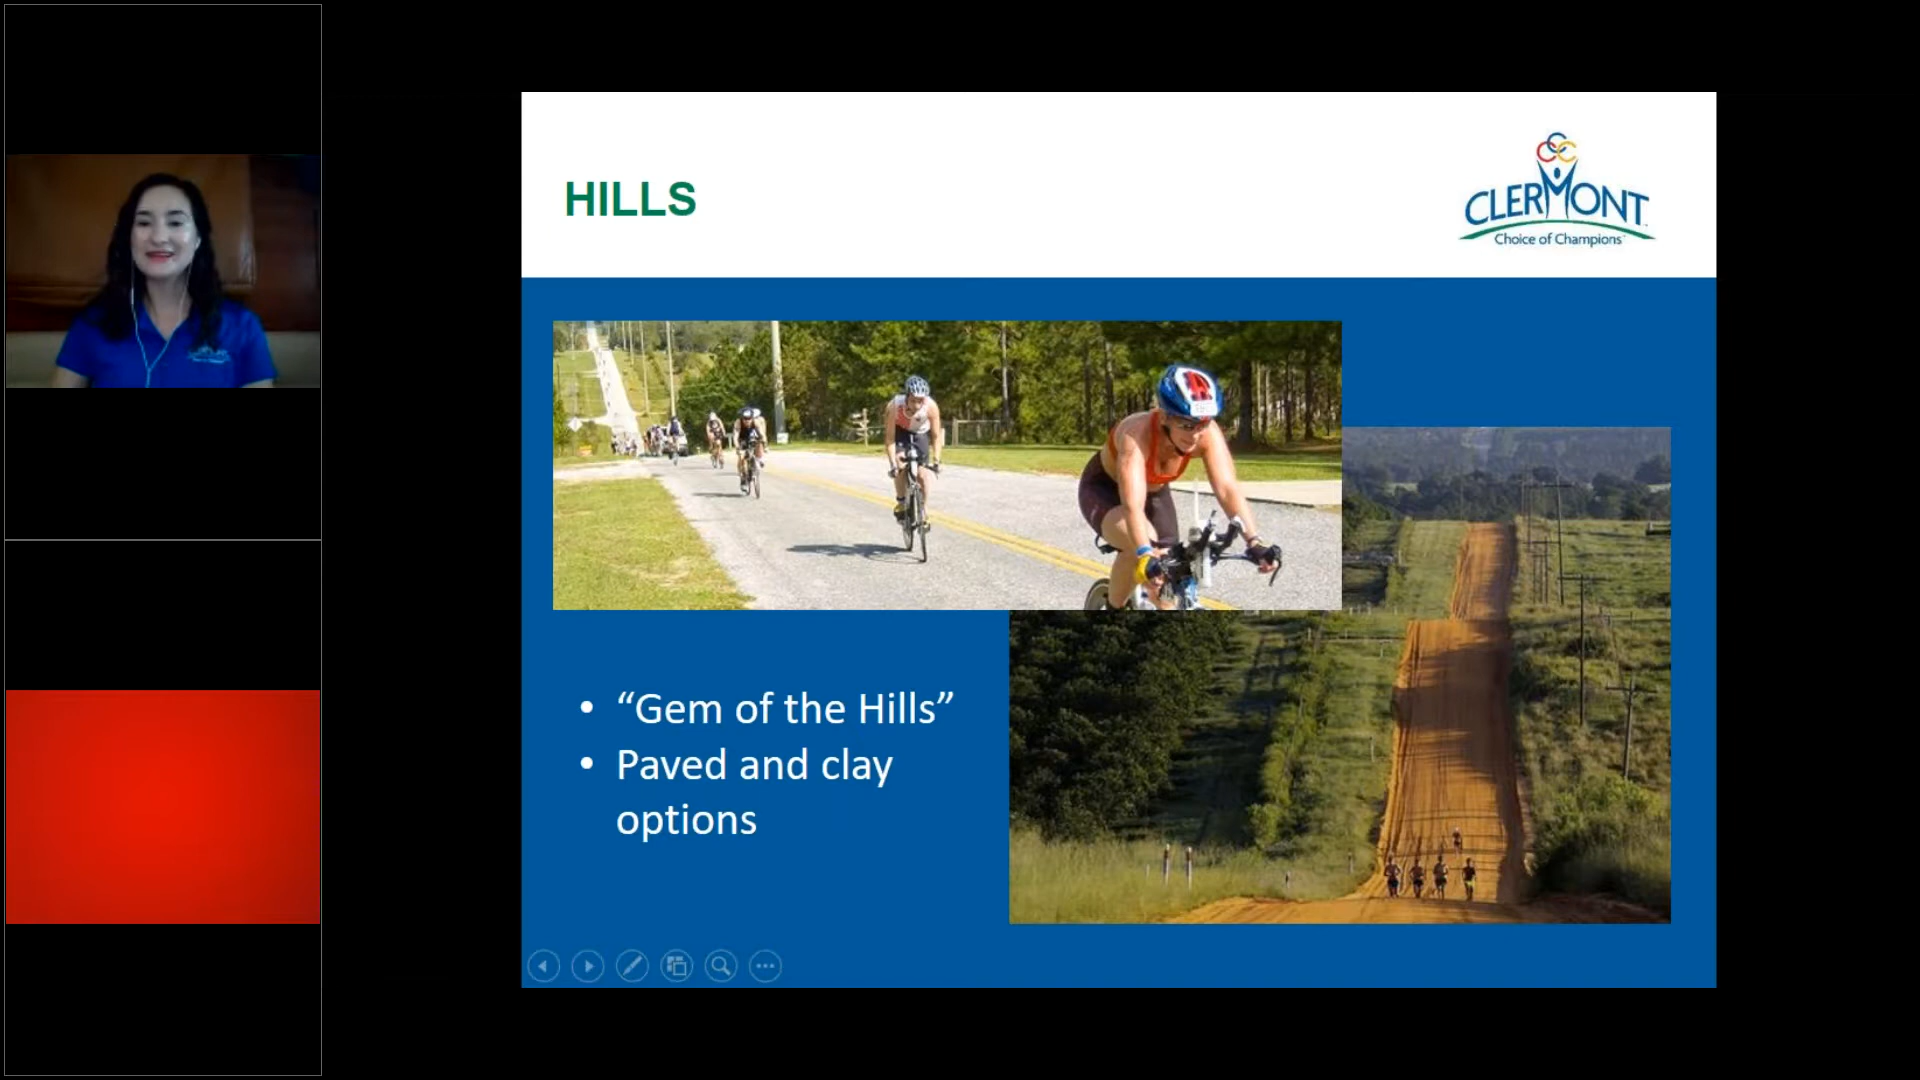 HILLS
CLERMONT
Choice of Champions
• “Gem of the Hills”
• Paved and clay
options